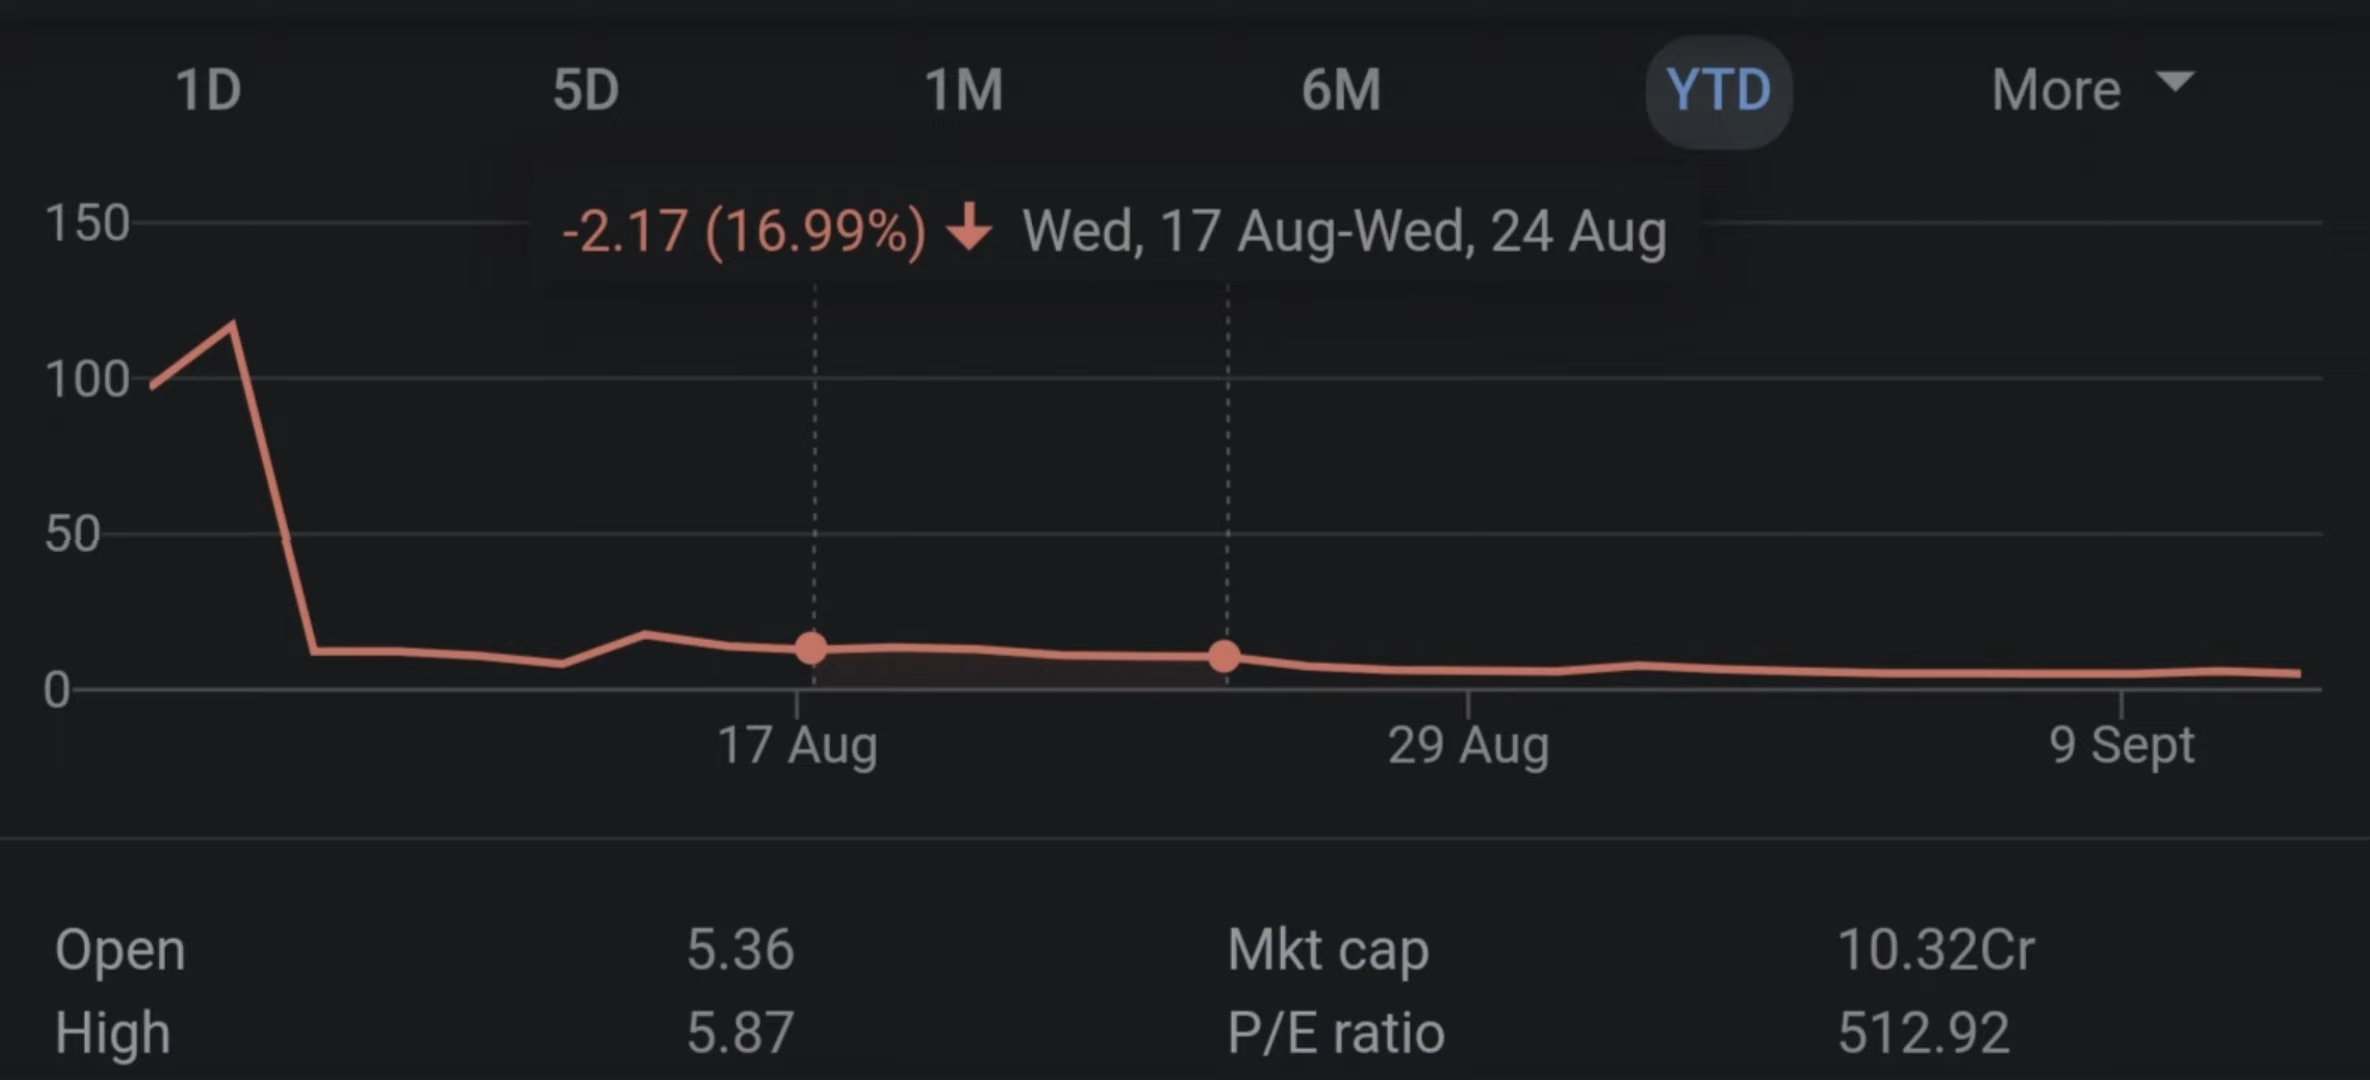 1D 5D 1M 6M YTD More
-2.17 (16.99%) Wed, 17 Aug-Wed, 24 Aug
150
100
50
0
17 Aug 29 Aug 9 Sept
Open 5.36 Mkt cap 10.32Cr
High 5.87 P/E ratio 512.92